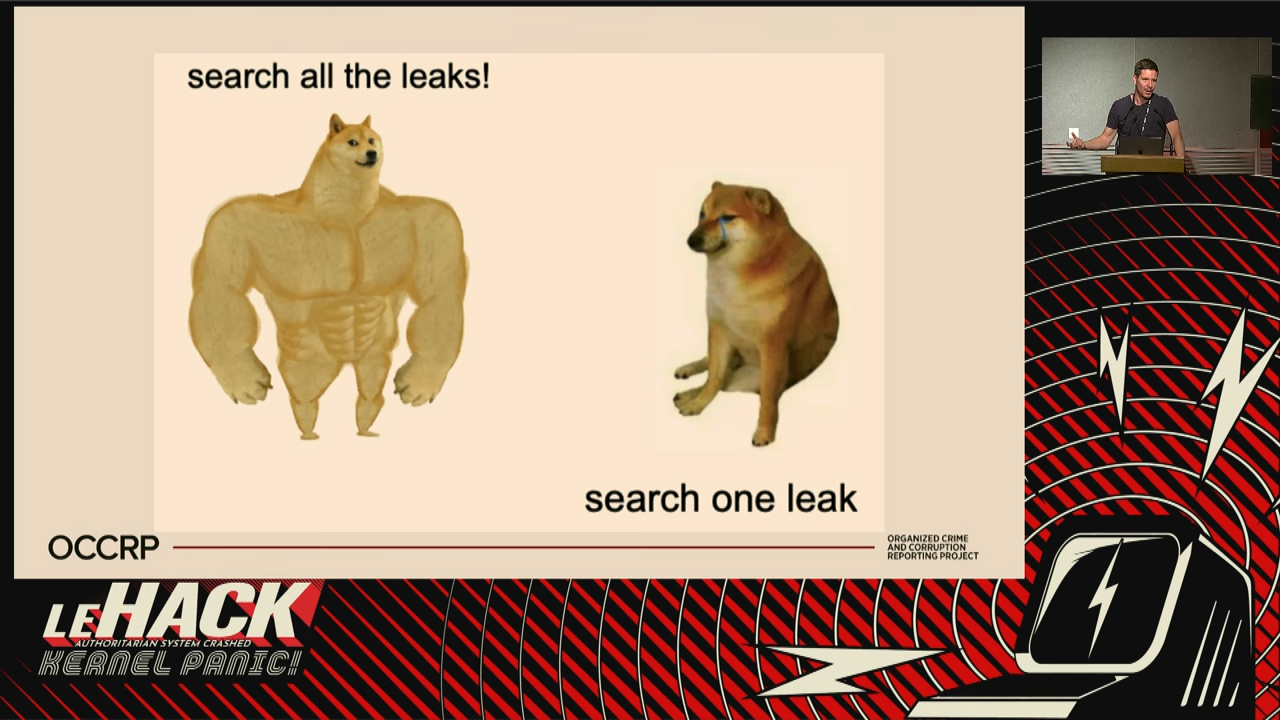 search all the leaks!
search one leak
OCCRP
ORGANIZED CRIME
AND CORRUPTION
REPORTING PROJECT
LEHACK
AUTHORITARIAN SYSTEM CRASHED
KERNEL PANIC!